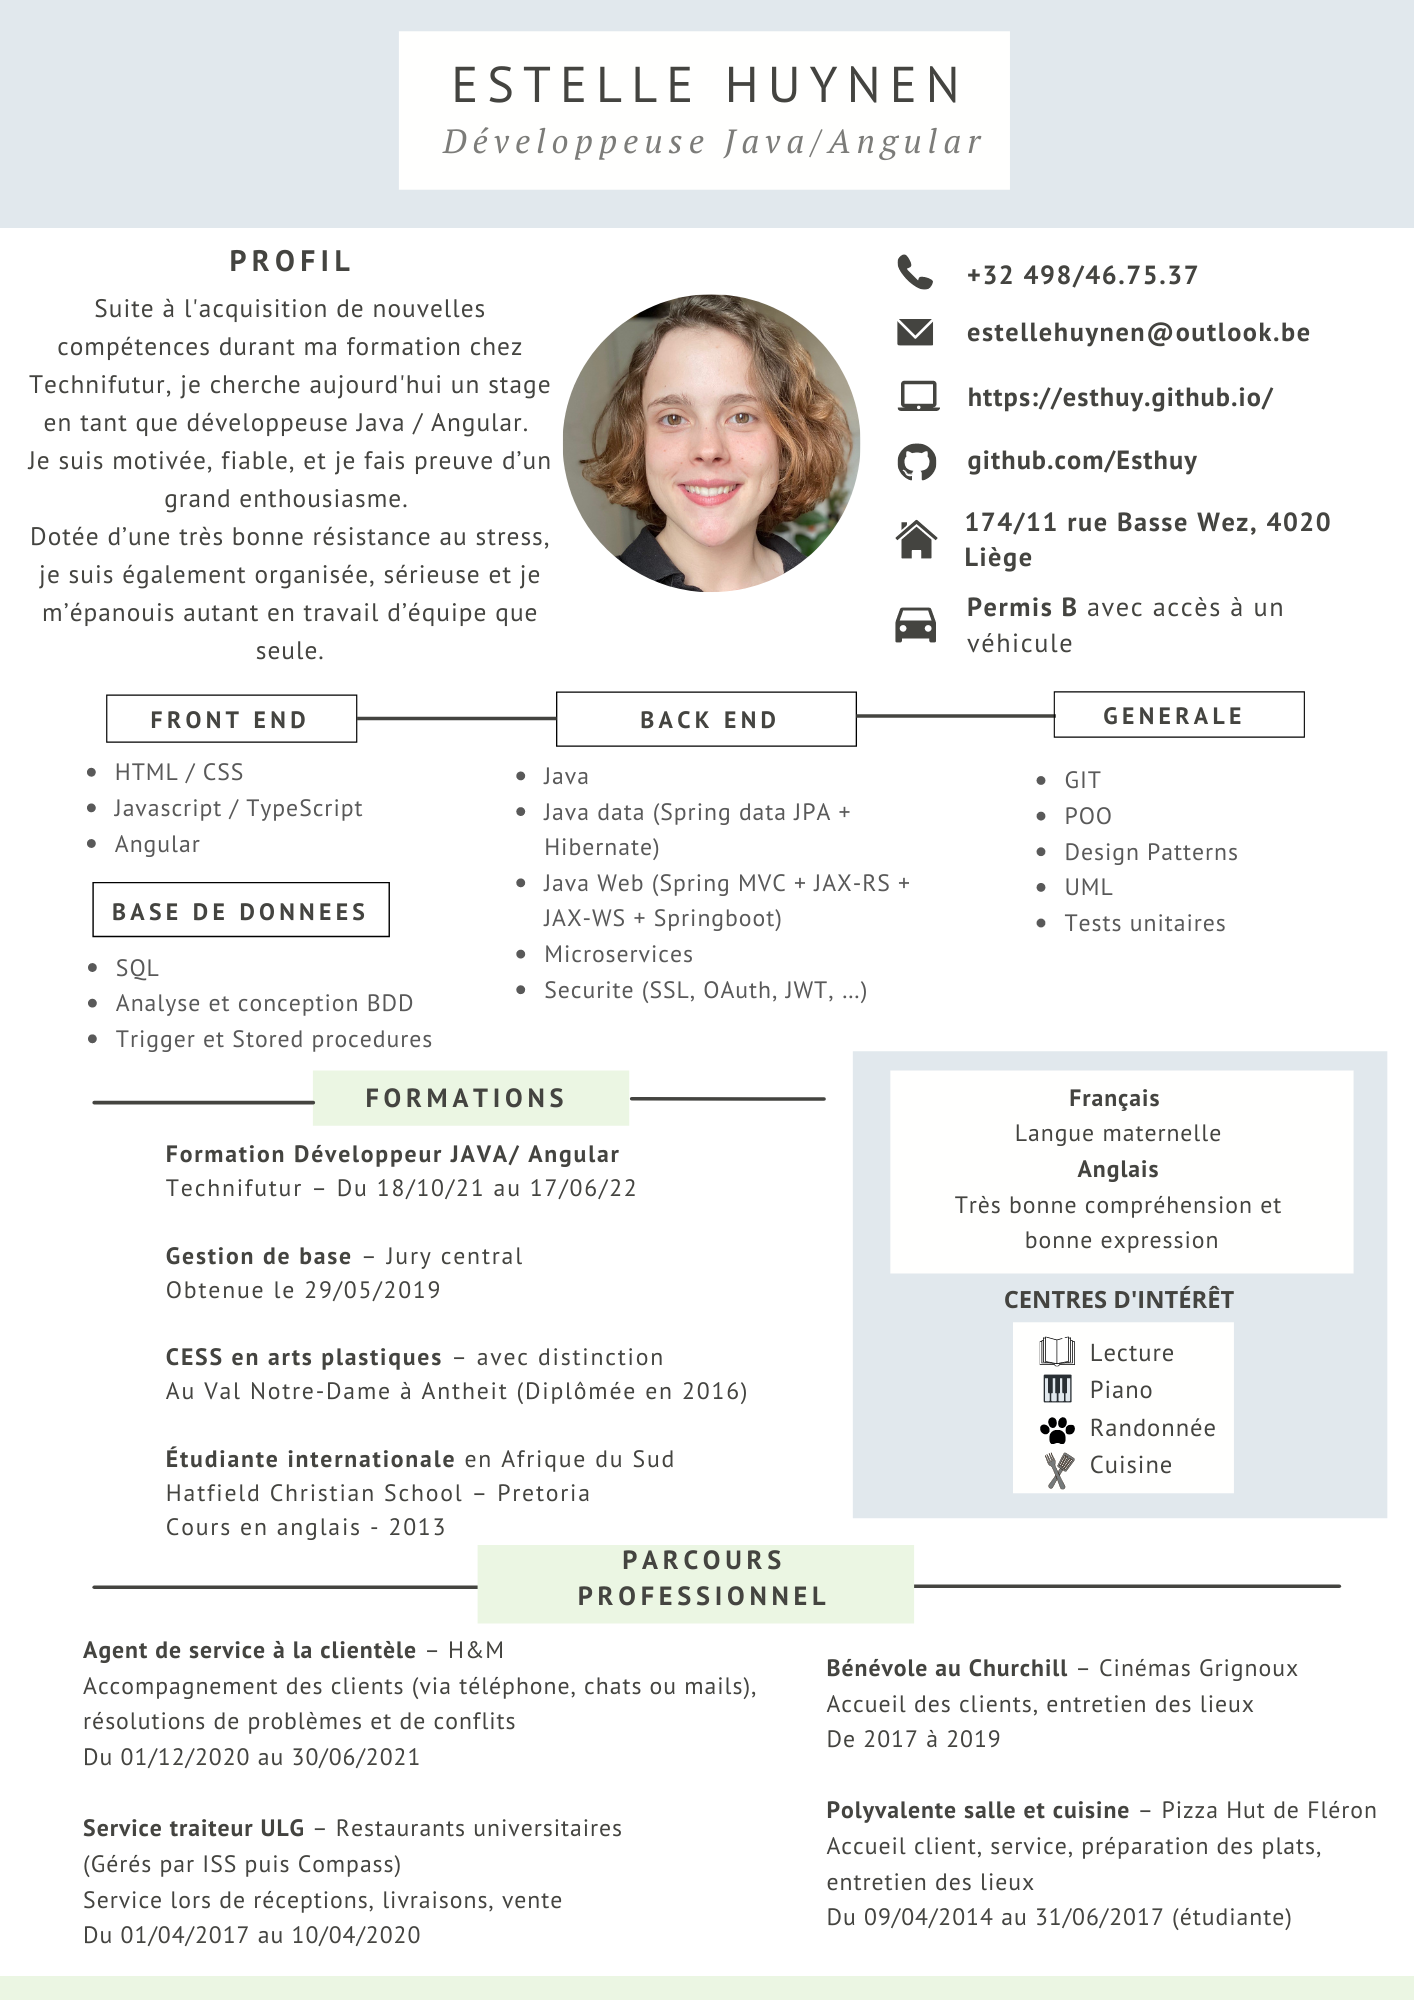 ESTELLE HUYNEN
Développeuse Java/Angular
PROFIL
Suite à l'acquisition de nouvelles
compétences durant ma formation chez
Technifutur, je cherche aujourd'hui un stage
en tant que développeuse Java / Angular.
Je suis motivée, fiable, et je fais preuve d’un
grand enthousiasme.
Dotée d’une très bonne résistance au stress,
je suis également organisée, sérieuse et je
m’épanouis autant en travail d’équipe que
seule.
+32 498/46.75.37
estellehuynen@outlook.be
https://esthuy.github.io/
github.com/Esthuy
174/11 rue Basse Wez, 4020
Liège
Permis B avec accès à un
véhicule
FRONT END
HTML / CSS
Javascript / TypeScript
Angular
BASE DE DONNEES
SQL
Analyse et conception BDD
Trigger et Stored procedures
BACK END
Java
Java data (Spring data JPA +
Hibernate)
Java Web (Spring MVC + JAX-RS +
JAX-WS + Springboot)
Microservices
Securite (SSL, OAuth, JWT, ...)
GENERALE
GIT
POO
Design Patterns
UML
Tests unitaires
FORMATIONS
Formation Développeur JAVA/ Angular
Technifutur – Du 18/10/21 au 17/06/22
Gestion de base – Jury central
Obtenue le 29/05/2019
CESS en arts plastiques – avec distinction
Au Val Notre-Dame à Antheit (Diplômée en 2016)
Étudiante internationale en Afrique du Sud
Hatfield Christian School – Pretoria
Cours en anglais - 2013
Français
Langue maternelle
Anglais
Très bonne compréhension et
bonne expression
CENTRES D'INTÉRÊT
Lecture
Piano
Randonnée
Cuisine
PARCOURS
PROFESSIONNEL
Agent de service à la clientèle – H&M
Accompagnement des clients (via téléphone, chats ou mails),
résolutions de problèmes et de conflits
Du 01/12/2020 au 30/06/2021
Service traiteur ULG – Restaurants universitaires
(Gérés par ISS puis Compass)
Service lors de réceptions, livraisons, vente
Du 01/04/2017 au 10/04/2020
Bénévole au Churchill – Cinémas Grignoux
Accueil des clients, entretien des lieux
De 2017 à 2019
Polyvalente salle et cuisine – Pizza Hut de Fléron
Accueil client, service, préparation des plats,
entretien des lieux
Du 09/04/2014 au 31/06/2017 (étudiante)